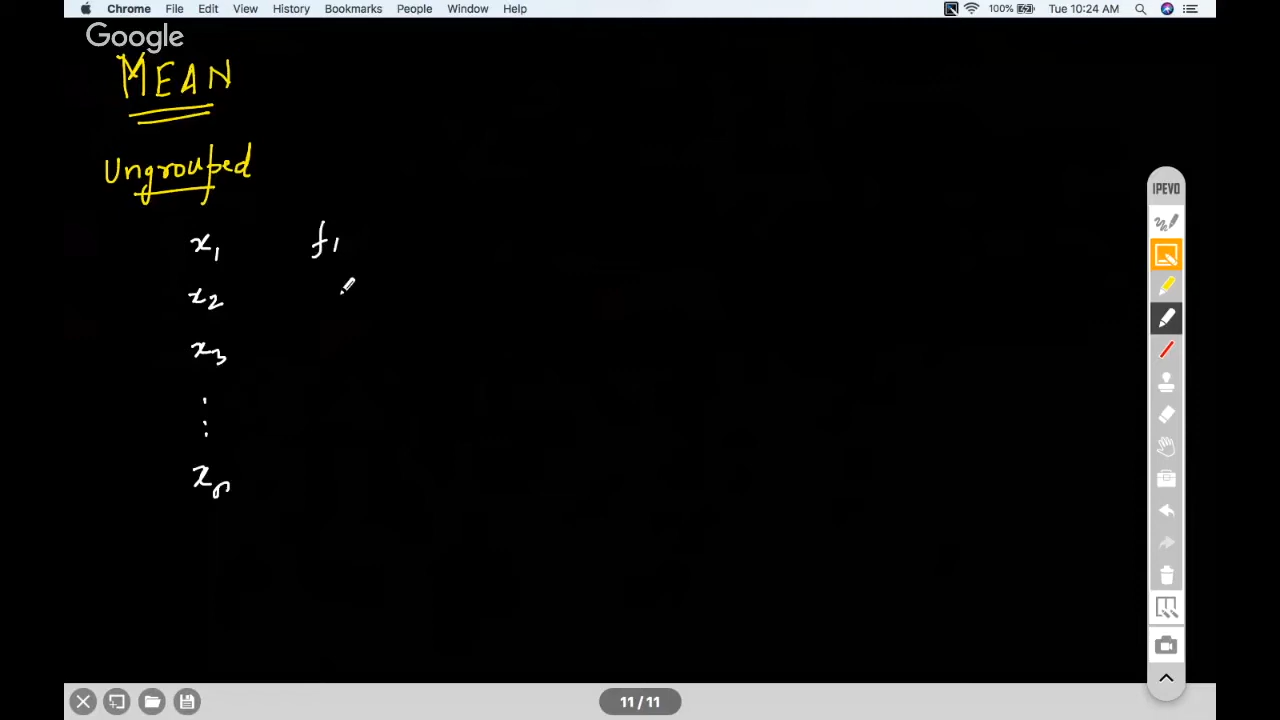 Chrome File Edit View History Bookmarks People Window Help 100% Tue 10:24 AM
Google
MEAN
Ungrouped
x₁ f₁
x₂
x₃
⋮
xₙ
IPEVO
11 / 11